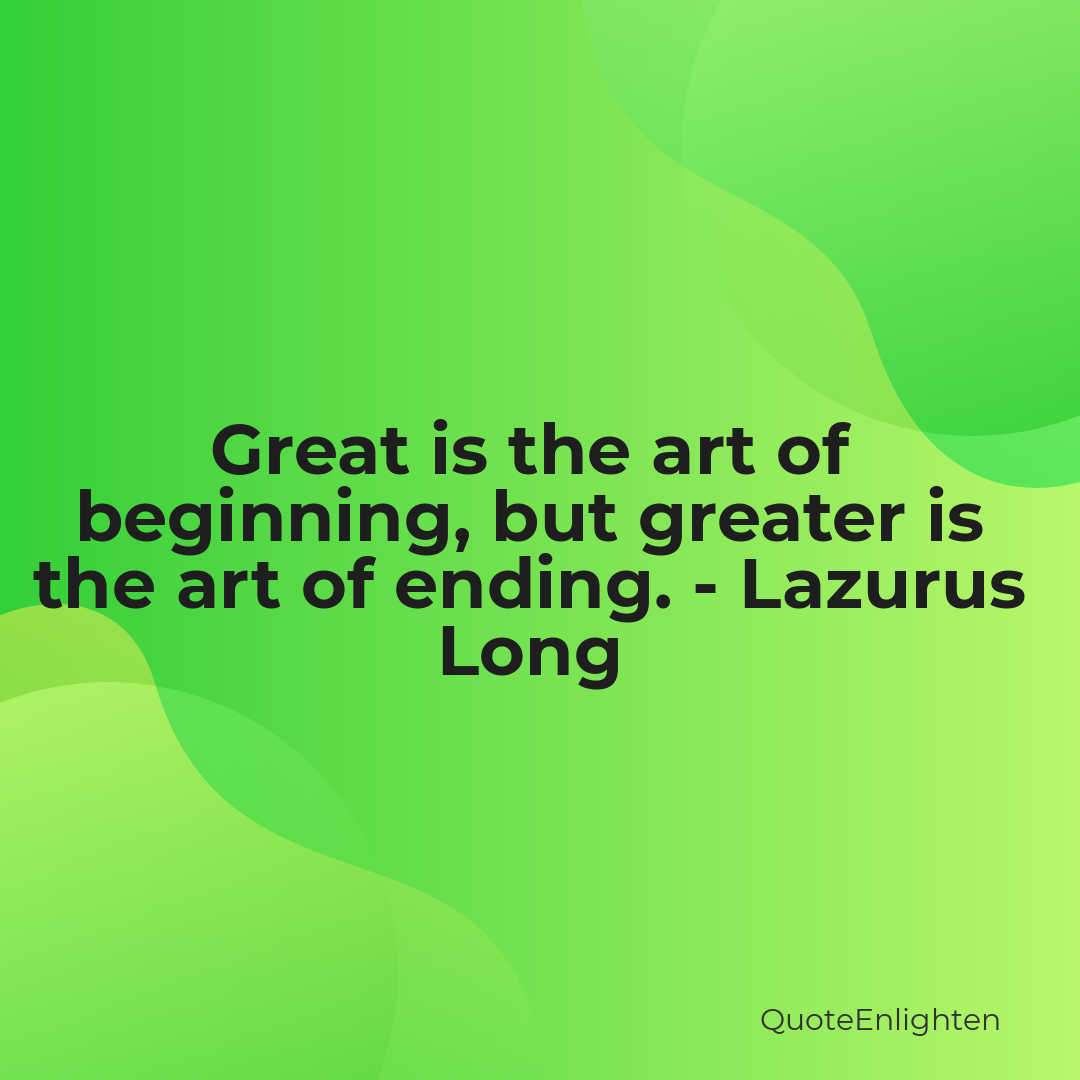 Great is the art of
beginning, but greater is
the art of ending. - Lazurus
Long
QuoteEnlighten